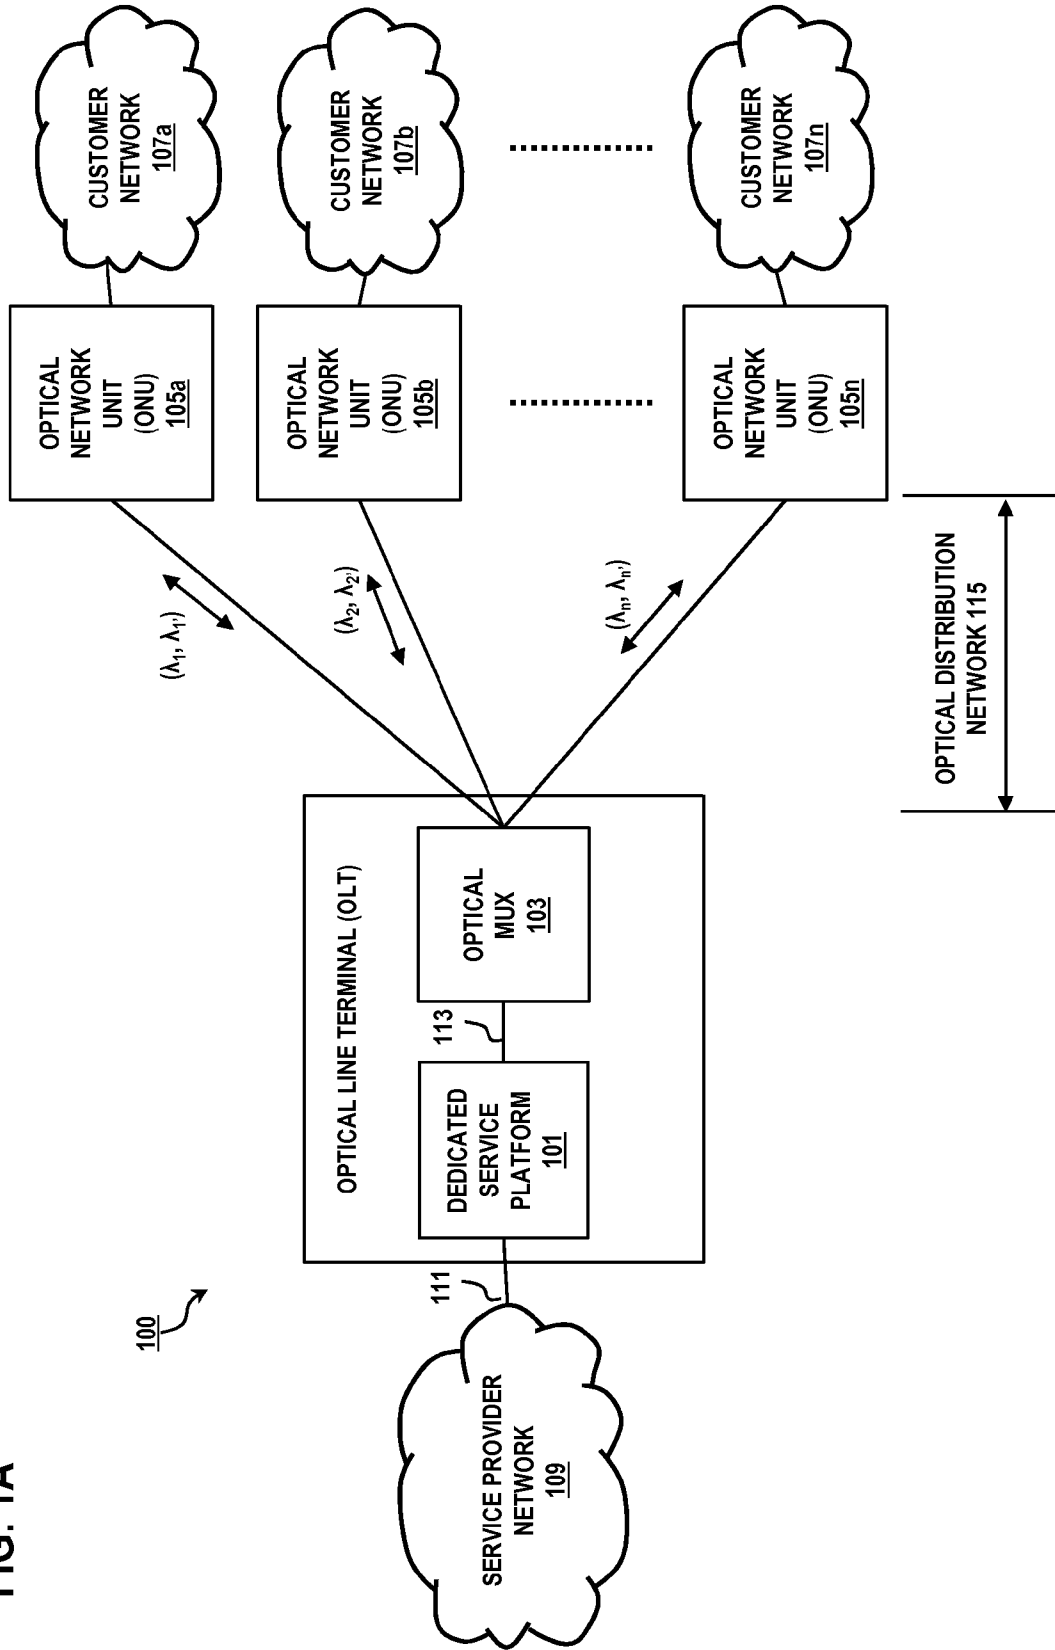 FIG. 1A
100
SERVICE PROVIDER
NETWORK
109
111
OPTICAL LINE TERMINAL (OLT)
DEDICATED
SERVICE
PLATFORM
101
113
OPTICAL
MUX
103
(λ1, λ1')
(λ2, λ2')
(λn, λn')
OPTICAL
NETWORK
UNIT
(ONU)
105a
OPTICAL
NETWORK
UNIT
(ONU)
105b
OPTICAL
NETWORK
UNIT
(ONU)
105n
CUSTOMER
NETWORK
107a
CUSTOMER
NETWORK
107b
CUSTOMER
NETWORK
107n
OPTICAL DISTRIBUTION
NETWORK 115